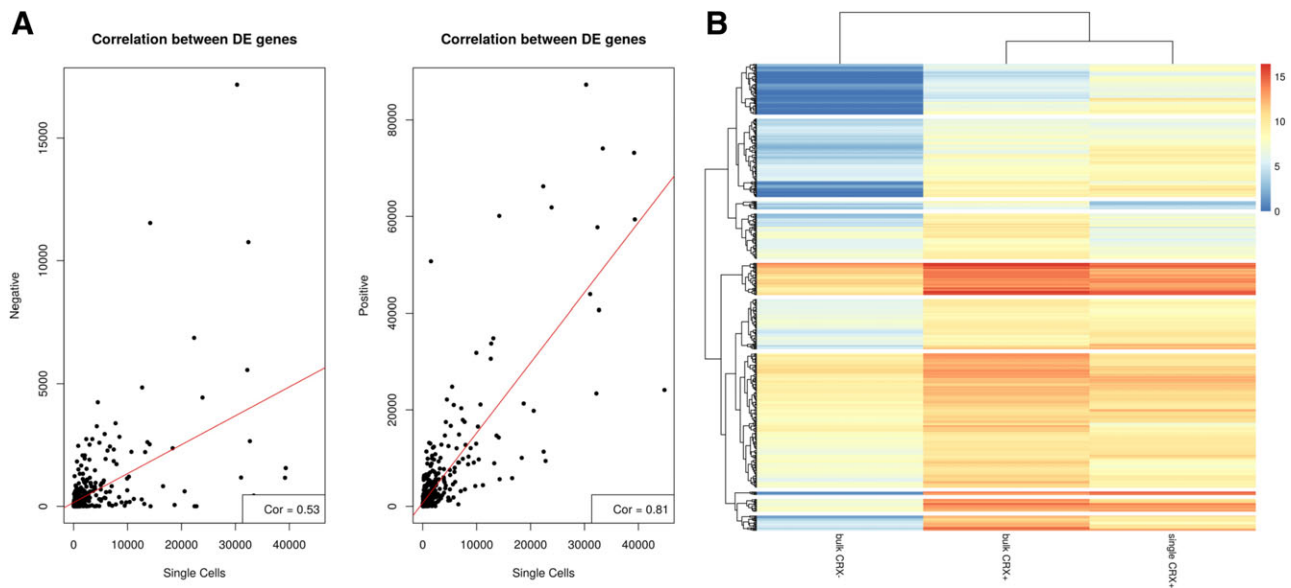 A
Correlation between DE genes
Negative
0
5000
10000
15000
0
10000
20000
30000
40000
Single Cells
Cor = 0.53
Correlation between DE genes
Positive
0
20000
40000
60000
80000
0
10000
20000
30000
40000
Single Cells
Cor = 0.81
B
15
10
5
0
bulk CRX-
bulk CRX+
single CRX+